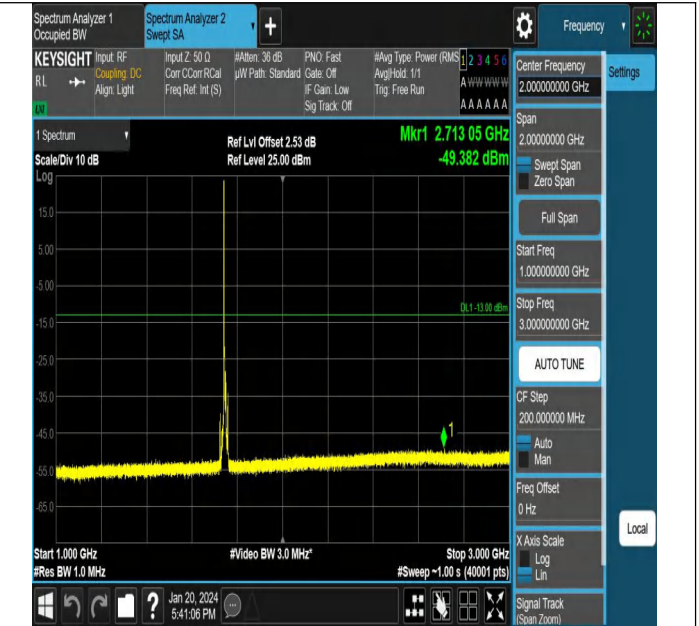 Spectrum Analyzer 1
Occupied BW
Spectrum Analyzer 2
Swept SA
Frequency
KEYSIGHT
RL
LXI
Input: RF
Coupling: DC
Align: Light
Input Z: 50 Ω
Corr CCorr RCal
Freq Ref: Int (S)
#Atten: 36 dB
µW Path: Standard
PNO: Fast
Gate: Off
IF Gain: Low
Sig Track: Off
#Avg Type: Power (RMS
Avg|Hold: 1/1
Trig: Free Run
1 2 3 4 5 6
A W W W W W
A A A A A A
1 Spectrum
Scale/Div 10 dB
Log
Ref Lvl Offset 2.53 dB
Ref Level 25.00 dBm
Mkr1 2.713 05 GHz
-49.382 dBm
15.0
5.00
-5.00
-15.0
-25.0
-35.0
-45.0
-55.0
-65.0
DL1 -13.00 dBm
1
Start 1.000 GHz
#Res BW 1.0 MHz
#Video BW 3.0 MHz*
Stop 3.000 GHz
#Sweep ~1.00 s (40001 pts)
Jan 20, 2024
5:41:06 PM
Center Frequency
2.000000000 GHz
Span
2.00000000 GHz
Swept Span
Zero Span
Full Span
Start Freq
1.000000000 GHz
Stop Freq
3.000000000 GHz
AUTO TUNE
CF Step
200.000000 MHz
Auto
Man
Freq Offset
0 Hz
X Axis Scale
Log
Lin
Signal Track
(Span Zoom)
Settings
Local